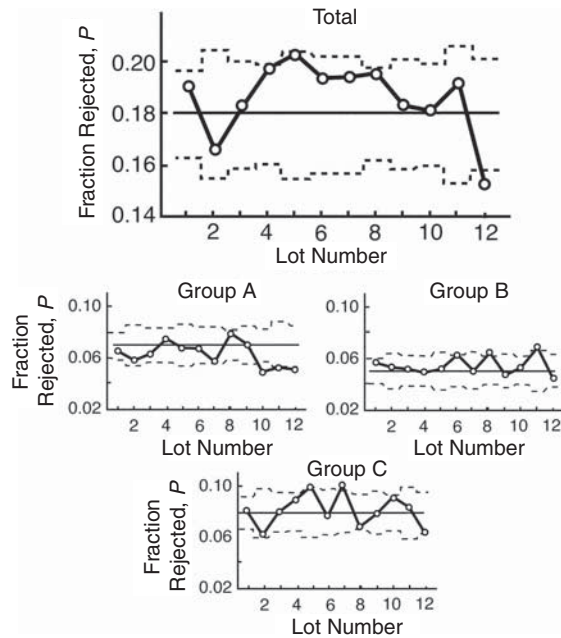 Total
Fraction Rejected, P
0.20
0.18
0.16
0.14
2 4 6 8 10 12
Lot Number
Group A
Fraction
Rejected, P
0.10
0.06
0.02
2 4 6 8 10 12
Lot Number
Group B
0.10
0.06
0.02
2 4 6 8 10 12
Lot Number
Group C
Fraction
Rejected, P
0.10
0.06
0.02
2 4 6 8 10 12
Lot Number